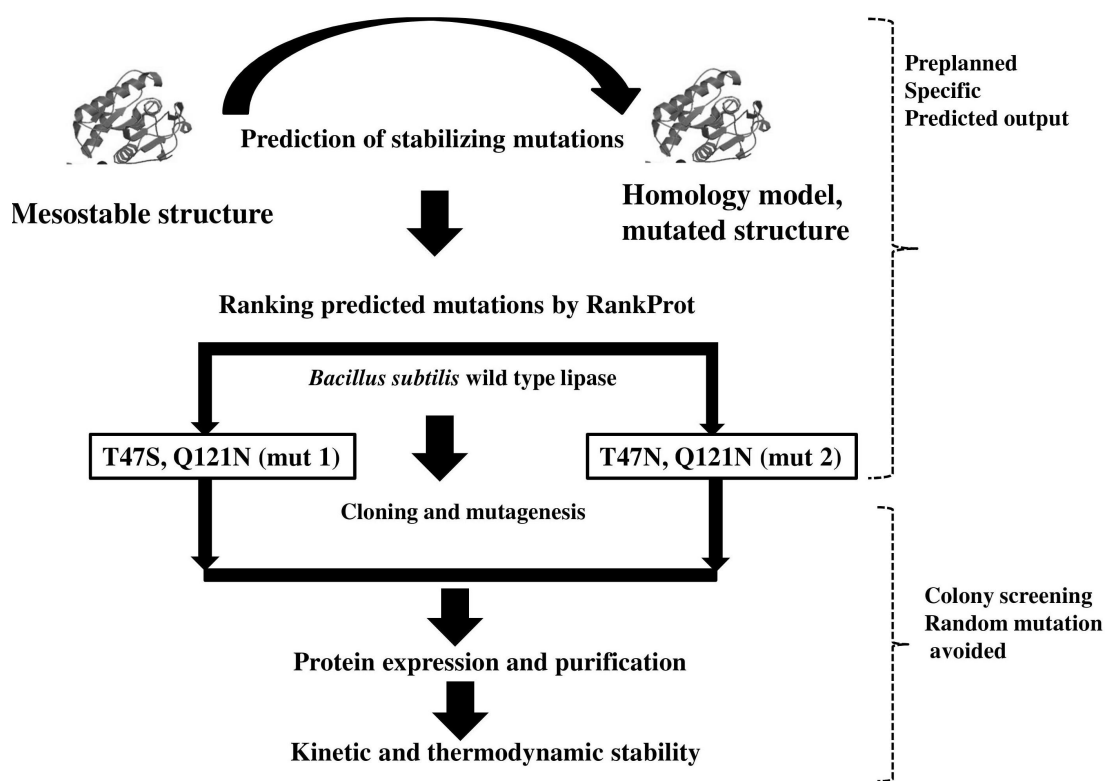 Preplanned
Specific
Predicted output
Prediction of stabilizing mutations
Mesostable structure
Homology model,
mutated structure
Ranking predicted mutations by RankProt
Bacillus subtilis wild type lipase
T47S, Q121N (mut 1)
T47N, Q121N (mut 2)
Cloning and mutagenesis
Colony screening
Random mutation
avoided
Protein expression and purification
Kinetic and thermodynamic stability